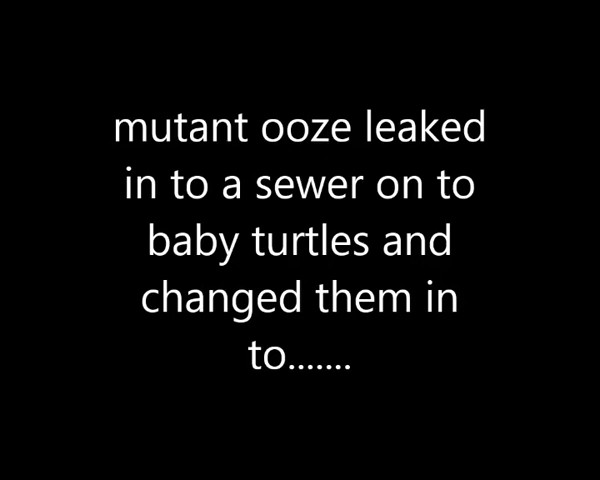 mutant ooze leaked
in to a sewer on to
baby turtles and
changed them in
to.......